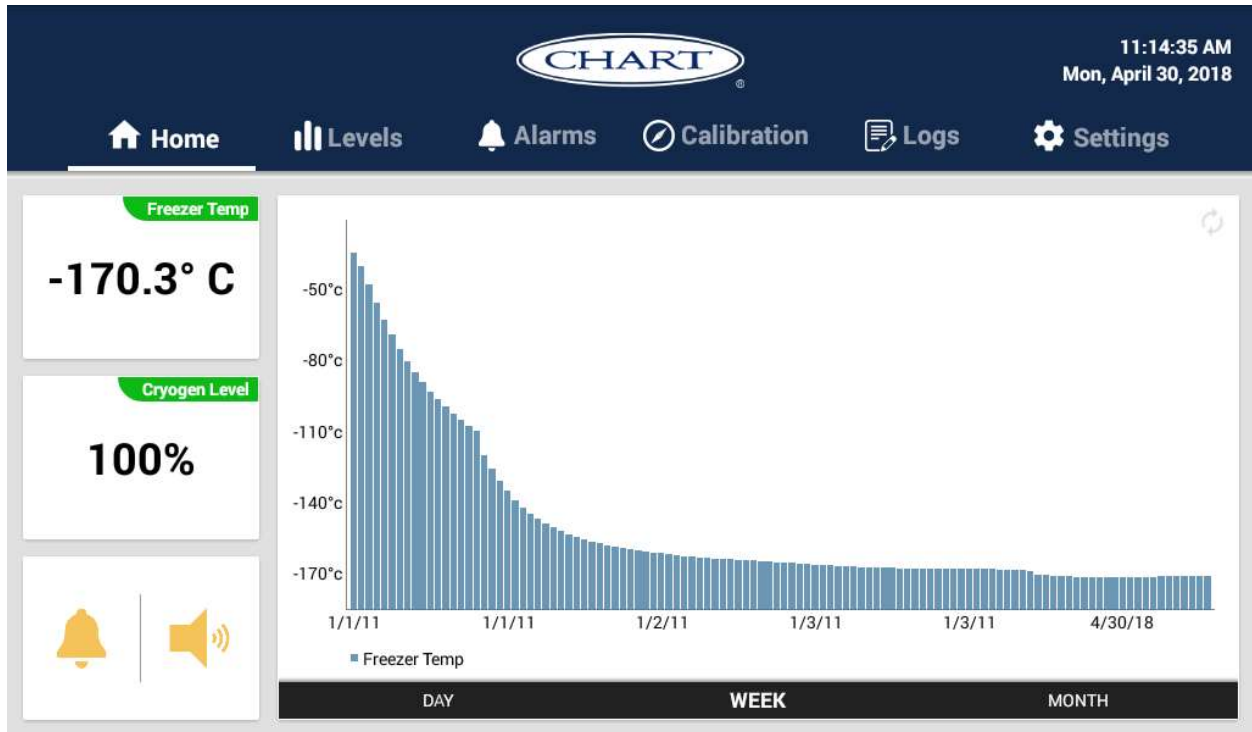 CHART
®
11:14:35 AM
Mon, April 30, 2018
Home
Levels
Alarms
Calibration
Logs
Settings
Freezer Temp
-170.3° C
Cryogen Level
100%
-50°c
-80°c
-110°c
-140°c
-170°c
1/1/11 1/1/11 1/2/11 1/3/11 1/3/11 4/30/18
Freezer Temp
DAY WEEK MONTH